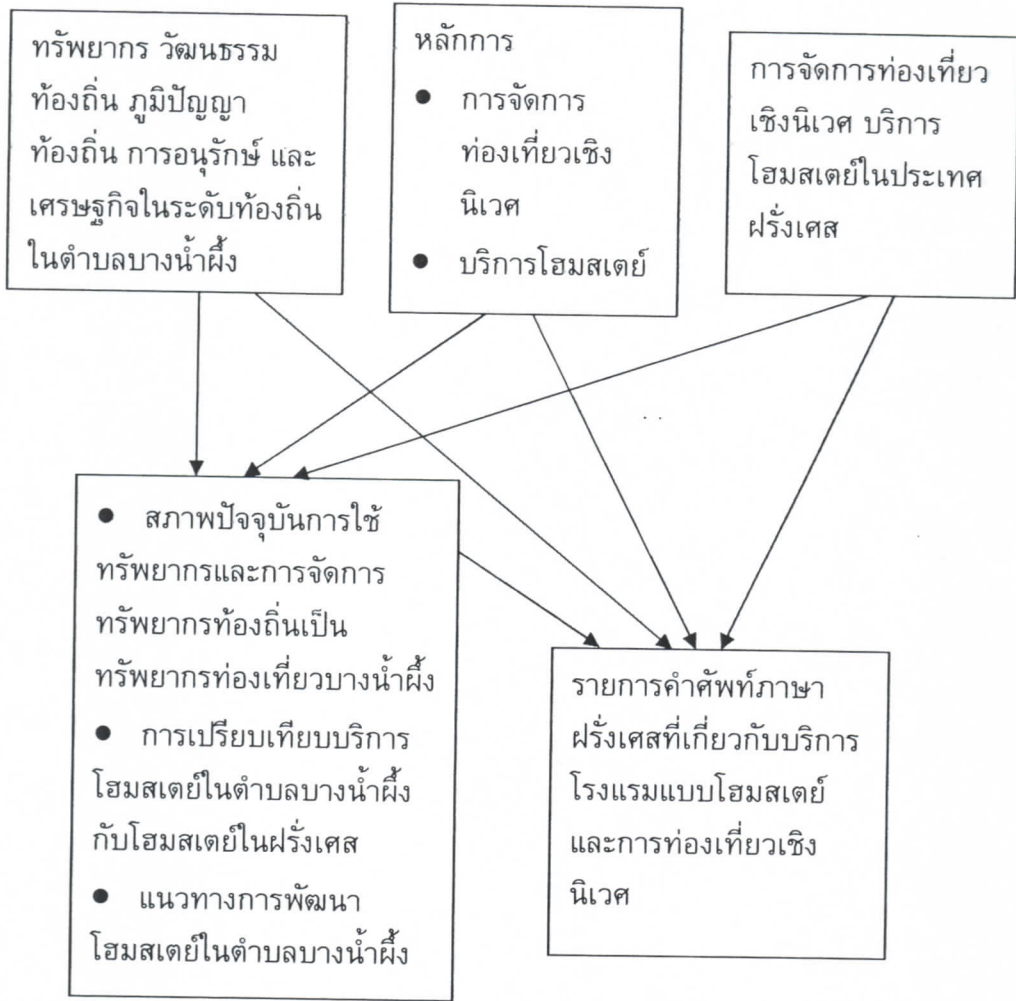 ทรัพยากร วัฒนธรรม
ท้องถิ่น ภูมิปัญญา
ท้องถิ่น การอนุรักษ์ และ
เศรษฐกิจในระดับท้องถิ่น
ในตำบลบางน้ำผึ้ง
หลักการ
● การจัดการ
ท่องเที่ยวเชิง
นิเวศ
● บริการโฮมสเตย์
การจัดการท่องเที่ยว
เชิงนิเวศ บริการ
โฮมสเตย์ในประเทศ
ฝรั่งเศส
● สภาพปัจจุบันการใช้
ทรัพยากรและการจัดการ
ทรัพยากรท้องถิ่นเป็น
ทรัพยากรท่องเที่ยวบางน้ำผึ้ง
● การเปรียบเทียบบริการ
โฮมสเตย์ในตำบลบางน้ำผึ้ง
กับโฮมสเตย์ในฝรั่งเศส
● แนวทางการพัฒนา
โฮมสเตย์ในตำบลบางน้ำผึ้ง
รายการคำศัพท์ภาษา
ฝรั่งเศสที่เกี่ยวกับบริการ
โรงแรมแบบโฮมสเตย์
และการท่องเที่ยวเชิง
นิเวศ